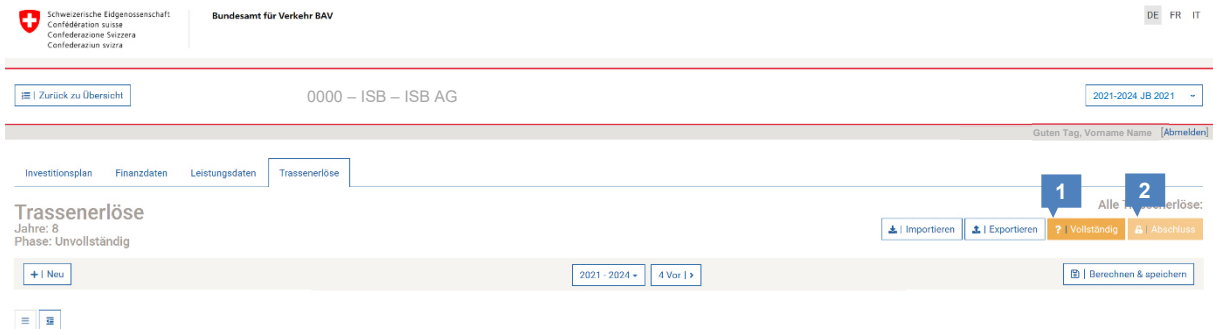 Schweizerische Eidgenossenschaft
Confédération suisse
Confederazione Svizzera
Confederaziun svizra
Bundesamt für Verkehr BAV
DE FR IT
| Zurück zu Übersicht
0000 – ISB – ISB AG
2021-2024 JB 2021
Guten Tag, Vorname Name [Abmelden]
Investitionsplan Finanzdaten Leistungsdaten Trassenerlöse
1 2
Trassenerlöse
Alle erlöse:
Jahre: 8
Phase: Unvollständig
| Importieren | Exportieren ? | Vollständig | Abschluss
+ | Neu
2021 - 2024 4 Vor | >
| Berechnen & speichern